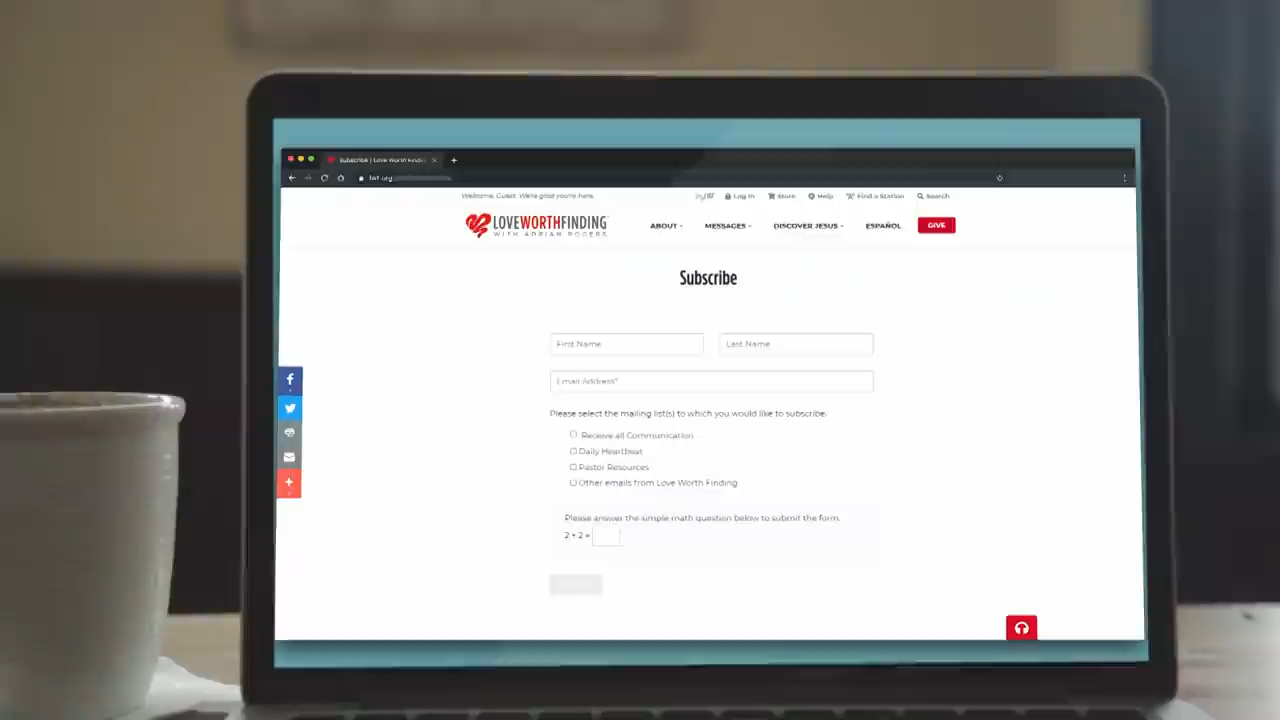 Subscribe | Love Worth Findi
lwf.org
Welcome, Guest. We're glad you're here.
Log In Store Help Find a Station Search
LOVEWORTHFINDING
WITH ADRIAN ROGERS
ABOUT MESSAGES DISCOVER JESUS ESPAÑOL GIVE
Subscribe
First Name Last Name
Email Address*
Please select the mailing list(s) to which you would like to subscribe.
Receive all Communication
Daily Heartbeat
Pastor Resources
Other emails from Love Worth Finding
Please answer the simple math question below to submit the form.
2 + 2 =